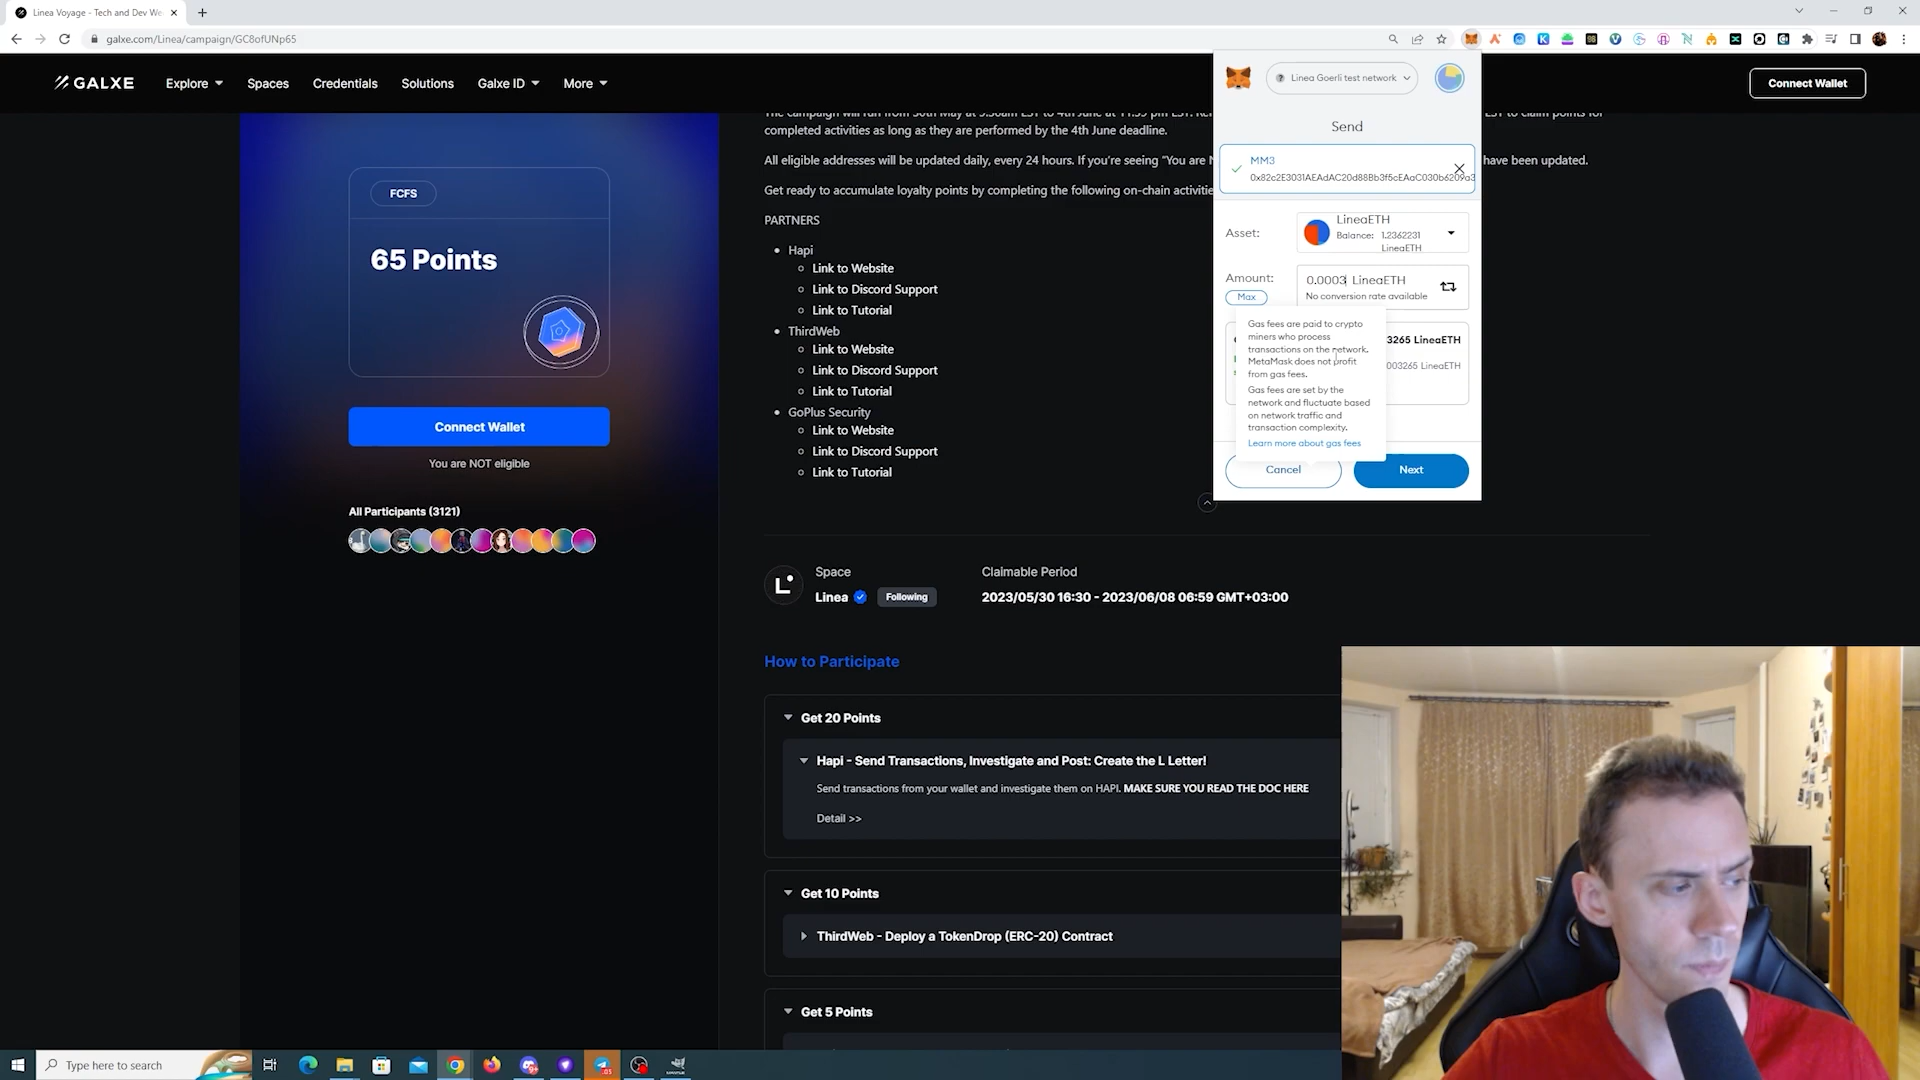 Linea Voyage - Tech and Dev We
galxe.com/Linea/campaign/GC8ofUNp65
GALXE
Explore
Spaces
Credentials
Solutions
Galxe ID
More
Connect Wallet
FCFS
65 Points
Connect Wallet
You are NOT eligible
All Participants (3121)
completed activities as long as they are performed by the 4th June deadline.
All eligible addresses will be updated daily, every 24 hours. If you're seeing "You are N
have been updated.
Get ready to accumulate loyalty points by completing the following on-chain activitie
PARTNERS
Hapi
Link to Website
Link to Discord Support
Link to Tutorial
ThirdWeb
Link to Website
Link to Discord Support
Link to Tutorial
GoPlus Security
Link to Website
Link to Discord Support
Link to Tutorial
Space
Linea
Following
Claimable Period
2023/05/30 16:30 - 2023/06/08 06:59 GMT+03:00
How to Participate
Get 20 Points
Hapi - Send Transactions, Investigate and Post: Create the L Letter!
Send transactions from your wallet and investigate them on HAPI. MAKE SURE YOU READ THE DOC HERE
Detail >>
Get 10 Points
ThirdWeb - Deploy a TokenDrop (ERC-20) Contract
Get 5 Points
Linea Goerli test network
Send
MM3
Asset:
LineaETH
Balance: 1.2362231
LineaETH
Amount:
Max
0.0003 LineaETH
No conversion rate available
Gas fees are paid to crypto
miners who process
transactions on the network.
MetaMask does not profit
from gas fees.
Gas fees are set by the
network and fluctuate based
on network traffic and
transaction complexity.
Learn more about gas fees
3265 LineaETH
003265 LineaETH
Cancel
Next
Type here to search